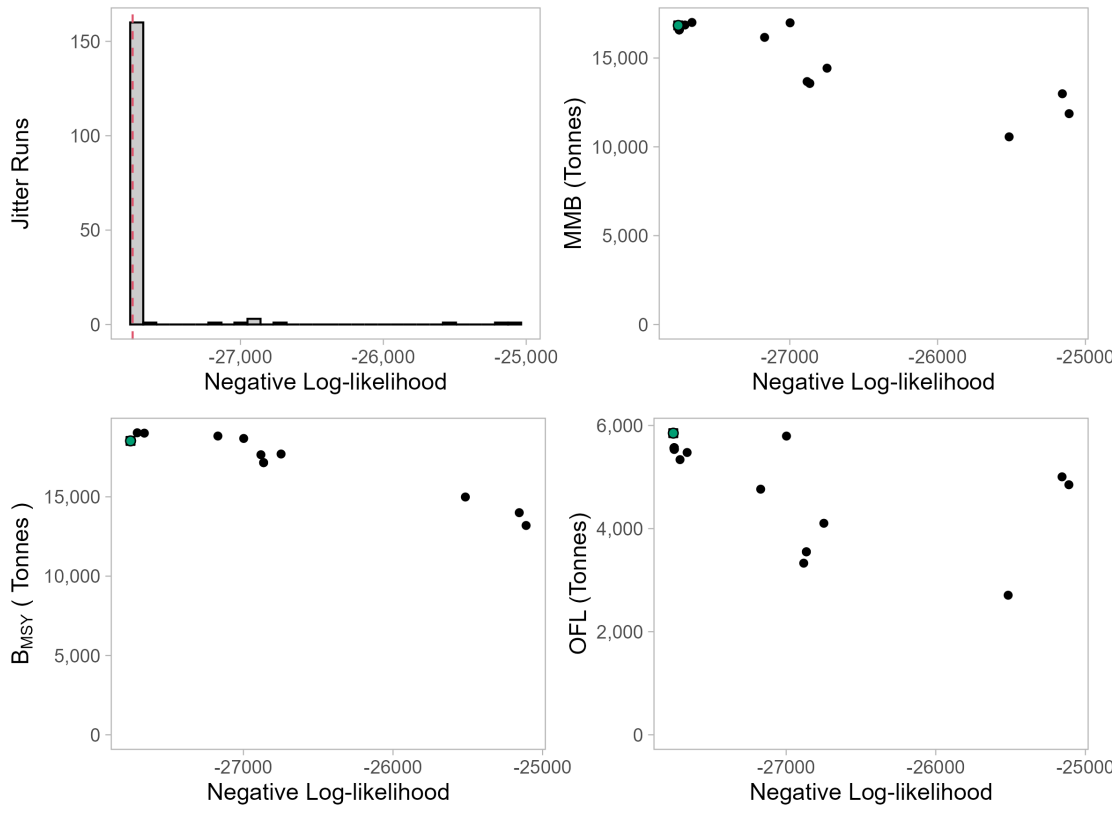 150
100
50
0
Jitter Runs
-27,000 -26,000 -25,000
Negative Log-likelihood
15,000
10,000
5,000
0
MMB (Tonnes)
-27000 -26000 -25000
Negative Log-likelihood
15,000
10,000
5,000
0
BMSY ( Tonnes )
-27000 -26000 -25000
Negative Log-likelihood
6,000
4,000
2,000
0
OFL (Tonnes)
-27000 -26000 -25000
Negative Log-likelihood